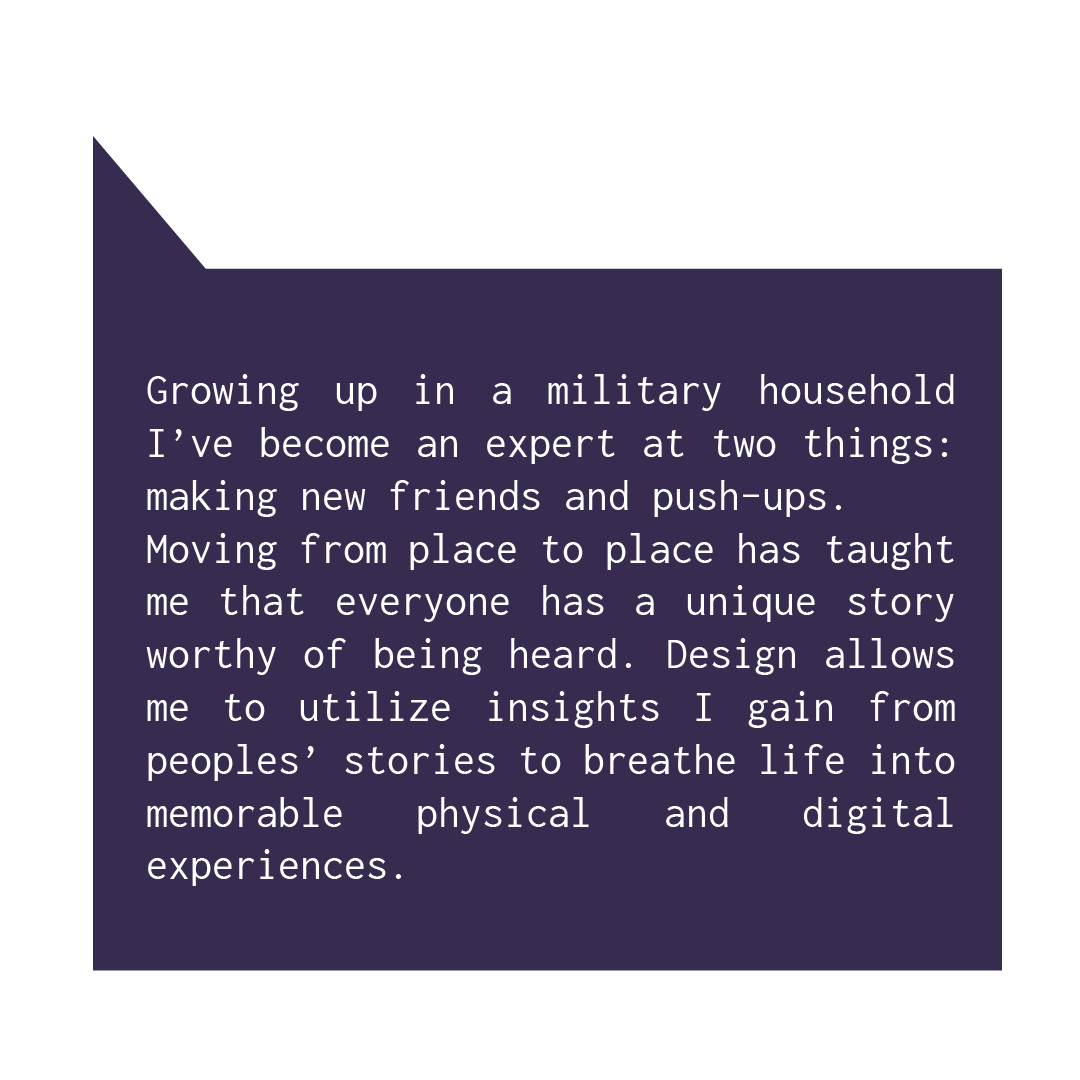 Growing up in a military household
I’ve become an expert at two things:
making new friends and push-ups.
Moving from place to place has taught
me that everyone has a unique story
worthy of being heard. Design allows
me to utilize insights I gain from
peoples’ stories to breathe life into
memorable physical and digital
experiences.